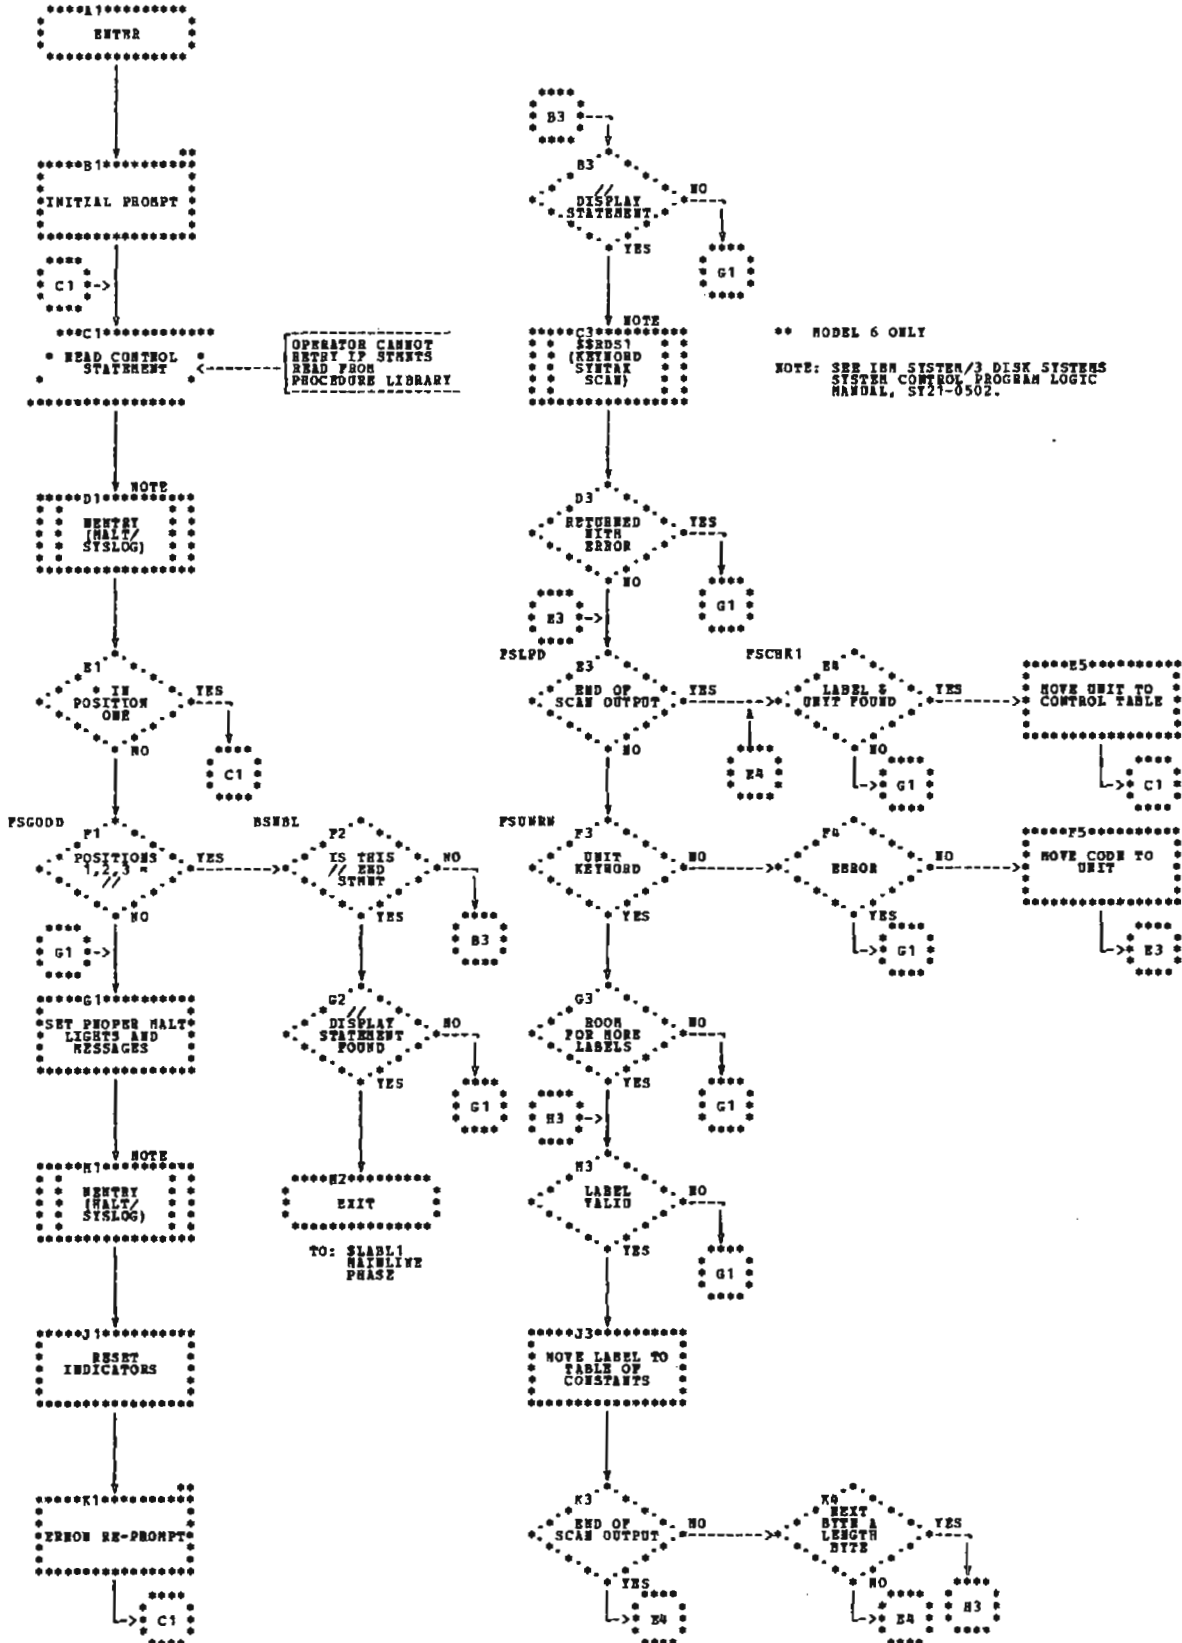 A1
ENTER
**
B1
INITIAL PROMPT
C1
C1
READ CONTROL
STATEMENT
OPERATOR CANNOT
RETRY IF STMNTS
READ FROM
PROCEDURE LIBRARY
NOTE
D1
NENTRY
(HALT/
SYSLOG)
E1
* IN
POSITION
ONE
YES
NO
C1
FSGOOD
F1
POSITIONS
1,2,3 =
//
YES
NO
BSNBL
F2
IS THIS
// END
STMNT
NO
YES
B3
G1
G1
SET PROPER HALT
LIGHTS AND
MESSAGES
G2
//
DISPLAY
STATEMENT
FOUND
NO
YES
G1
NOTE
H1
NENTRY
(HALT/
SYSLOG)
H2
EXIT
TO: $LABL1
MAINLINE
PHASE
J1
RESET
INDICATORS
**
K1
ERROR RE-PROMPT
C1
B3
B3
//
DISPLAY
STATEMENT
NO
YES
G1
NOTE
C3
$$RDS1
(KEYWORD
SYNTAX
SCAN)
** MODEL 6 ONLY
NOTE: SEE IBM SYSTEM/3 DISK SYSTEMS
SYSTEM CONTROL PROGRAM LOGIC
MANUAL, SY21-0502.
D3
RETURNED
WITH
ERROR
YES
NO
G1
E3
FSLPD
E3
END OF
SCAN OUTPUT
YES
NO
E4
FSCHK1
E4
LABEL &
UNIT FOUND
YES
NO
G1
E5
MOVE UNIT TO
CONTROL TABLE
C1
F3
UNIT
KEYWORD
NO
YES
F4
ERROR
NO
YES
G1
F5
MOVE CODE TO
UNIT
E3
G3
ROOM
FOR MORE
LABELS
NO
YES
G1
H3
H3
LABEL
VALID
NO
YES
G1
J3
MOVE LABEL TO
TABLE OF
CONSTANTS
K3
END OF
SCAN OUTPUT
NO
YES
E4
K4
NEXT
BYTE A
LENGTH
BYTE
YES
NO
E4
H3